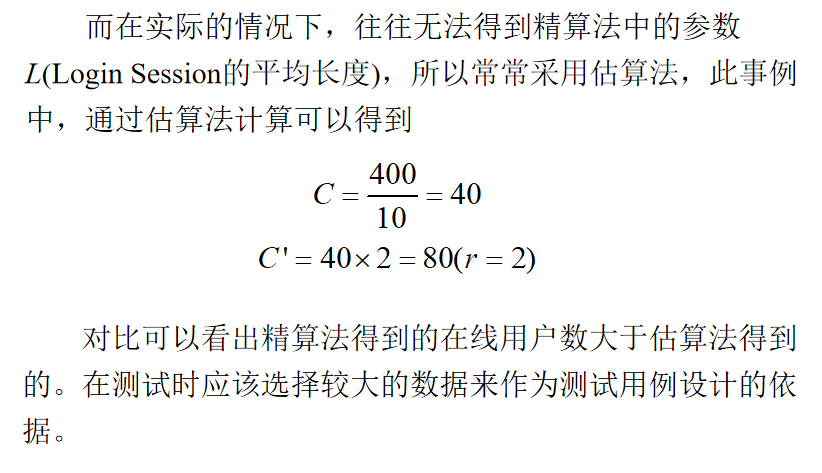 而在实际的情况下，往往无法得到精算法中的参数
L(Login Session的平均长度)，所以常常采用估算法，此事例
中，通过估算法计算可以得到
C = 400/10 = 40
C' = 40×2 = 80(r = 2)
对比可以看出精算法得到的在线用户数大于估算法得到
的。在测试时应该选择较大的数据来作为测试用例设计的依
据。